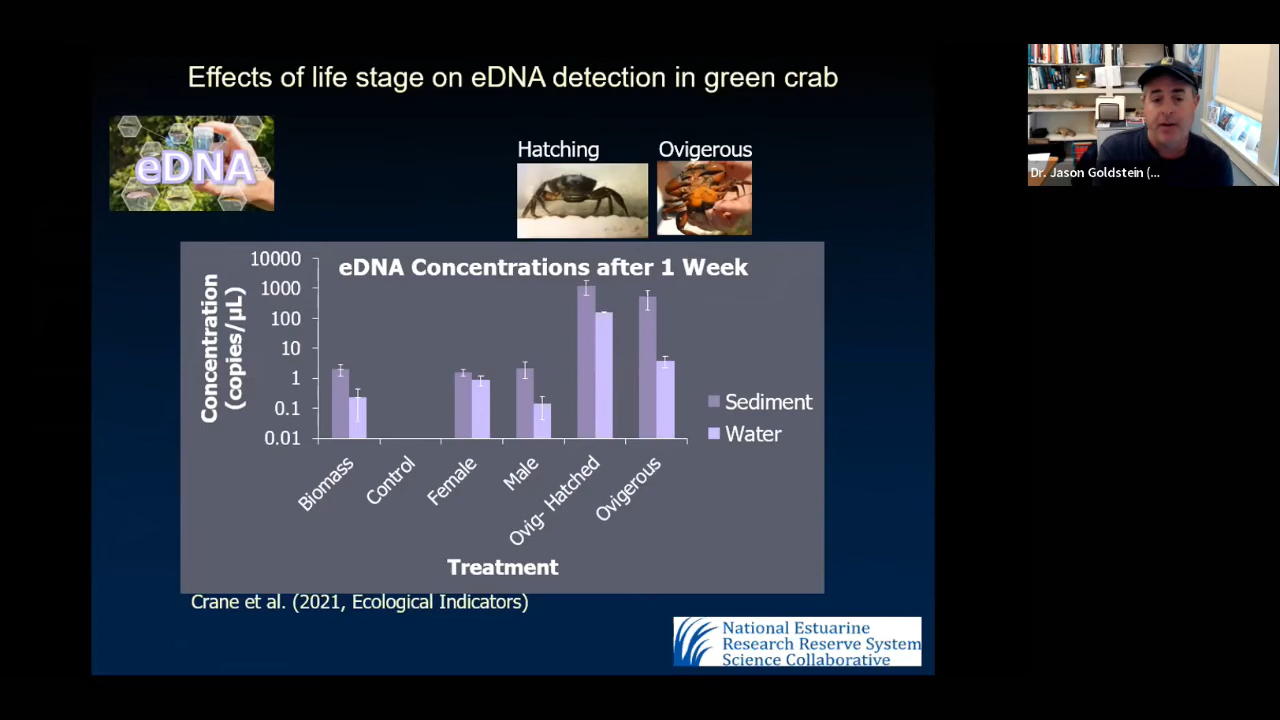 Effects of life stage on eDNA detection in green crab
eDNA
Hatching
Ovigerous
Dr. Jason Goldstein (...
eDNA Concentrations after 1 Week
Concentration
(copies/µL)
10000
1000
100
10
1
0.1
0.01
Biomass
Control
Female
Male
Ovig- Hatched
Ovigerous
Treatment
Sediment
Water
Crane et al. (2021, Ecological Indicators)
National Estuarine
Research Reserve System
Science Collaborative